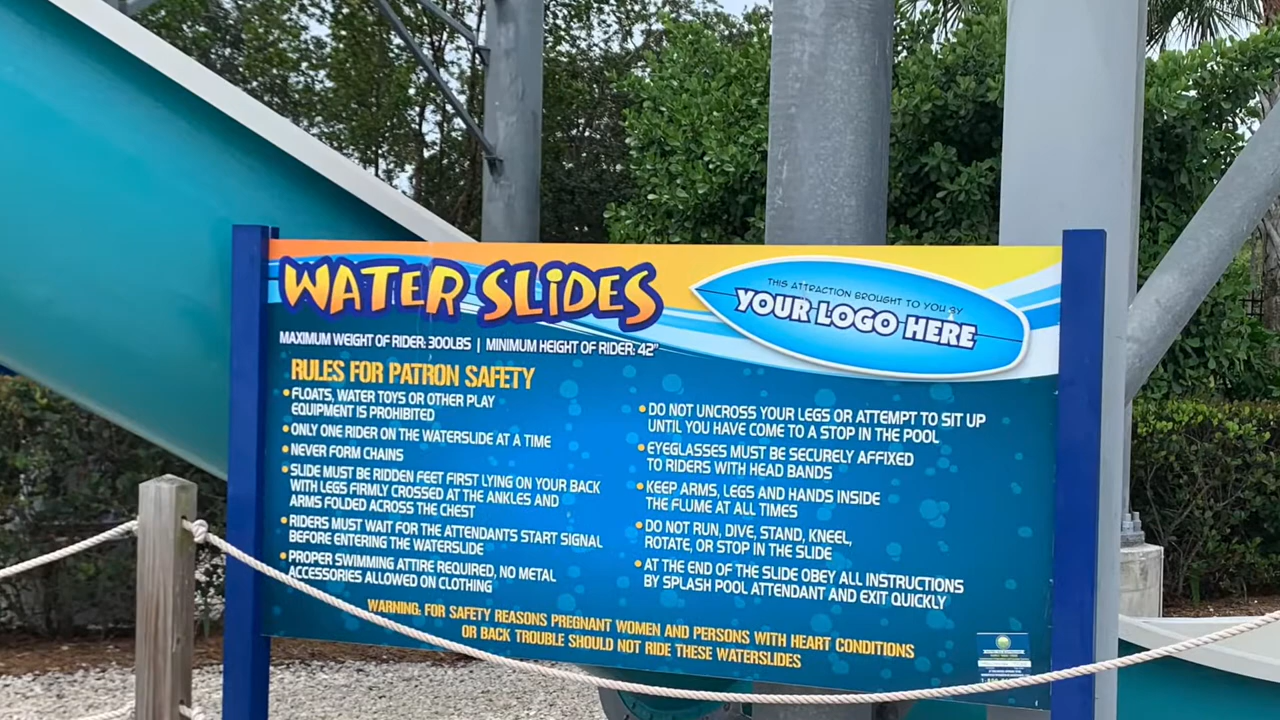 WATER SLIDES
THIS ATTRACTION BROUGHT TO YOU BY
YOUR LOGO HERE
MAXIMUM WEIGHT OF RIDER: 300LBS | MINIMUM HEIGHT OF RIDER: 42"
RULES FOR PATRON SAFETY
• FLOATS, WATER TOYS OR OTHER PLAY
EQUIPMENT IS PROHIBITED
• ONLY ONE RIDER ON THE WATERSLIDE AT A TIME
• NEVER FORM CHAINS
• SLIDE MUST BE RIDDEN FEET FIRST LYING ON YOUR BACK
WITH LEGS FIRMLY CROSSED AT THE ANKLES AND
ARMS FOLDED ACROSS THE CHEST
• RIDERS MUST WAIT FOR THE ATTENDANTS START SIGNAL
BEFORE ENTERING THE WATERSLIDE
• PROPER SWIMMING ATTIRE REQUIRED, NO METAL
ACCESSORIES ALLOWED ON CLOTHING
• DO NOT UNCROSS YOUR LEGS OR ATTEMPT TO SIT UP
UNTIL YOU HAVE COME TO A STOP IN THE POOL
• EYEGLASSES MUST BE SECURELY AFFIXED
TO RIDERS WITH HEAD BANDS
• KEEP ARMS, LEGS AND HANDS INSIDE
THE FLUME AT ALL TIMES
• DO NOT RUN, DIVE, STAND, KNEEL,
ROTATE, OR STOP IN THE SLIDE
• AT THE END OF THE SLIDE OBEY ALL INSTRUCTIONS
BY SPLASH POOL ATTENDANT AND EXIT QUICKLY
WARNING: FOR SAFETY REASONS PREGNANT WOMEN AND PERSONS WITH HEART CONDITIONS
OR BACK TROUBLE SHOULD NOT RIDE THESE WATERSLIDES